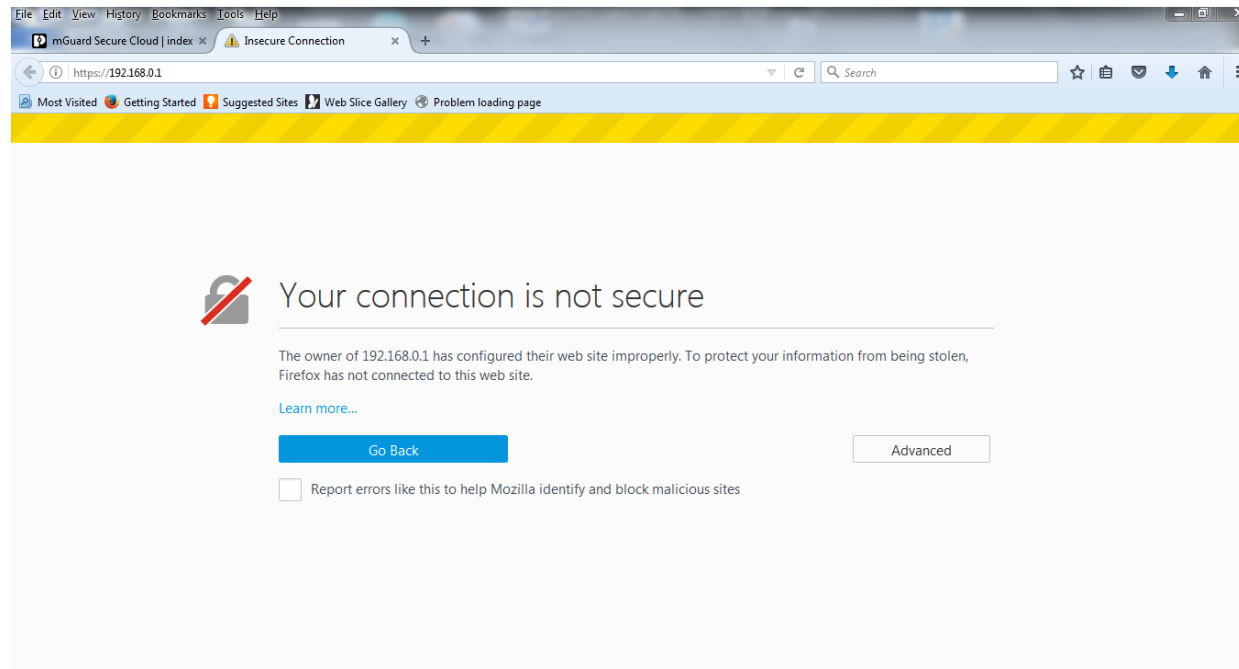 File Edit View History Bookmarks Tools Help
mGuard Secure Cloud | index
Insecure Connection
https://192.168.0.1
Search
Most Visited Getting Started Suggested Sites Web Slice Gallery Problem loading page
Your connection is not secure
The owner of 192.168.0.1 has configured their web site improperly. To protect your information from being stolen,
Firefox has not connected to this web site.
Learn more...
Go Back
Advanced
Report errors like this to help Mozilla identify and block malicious sites